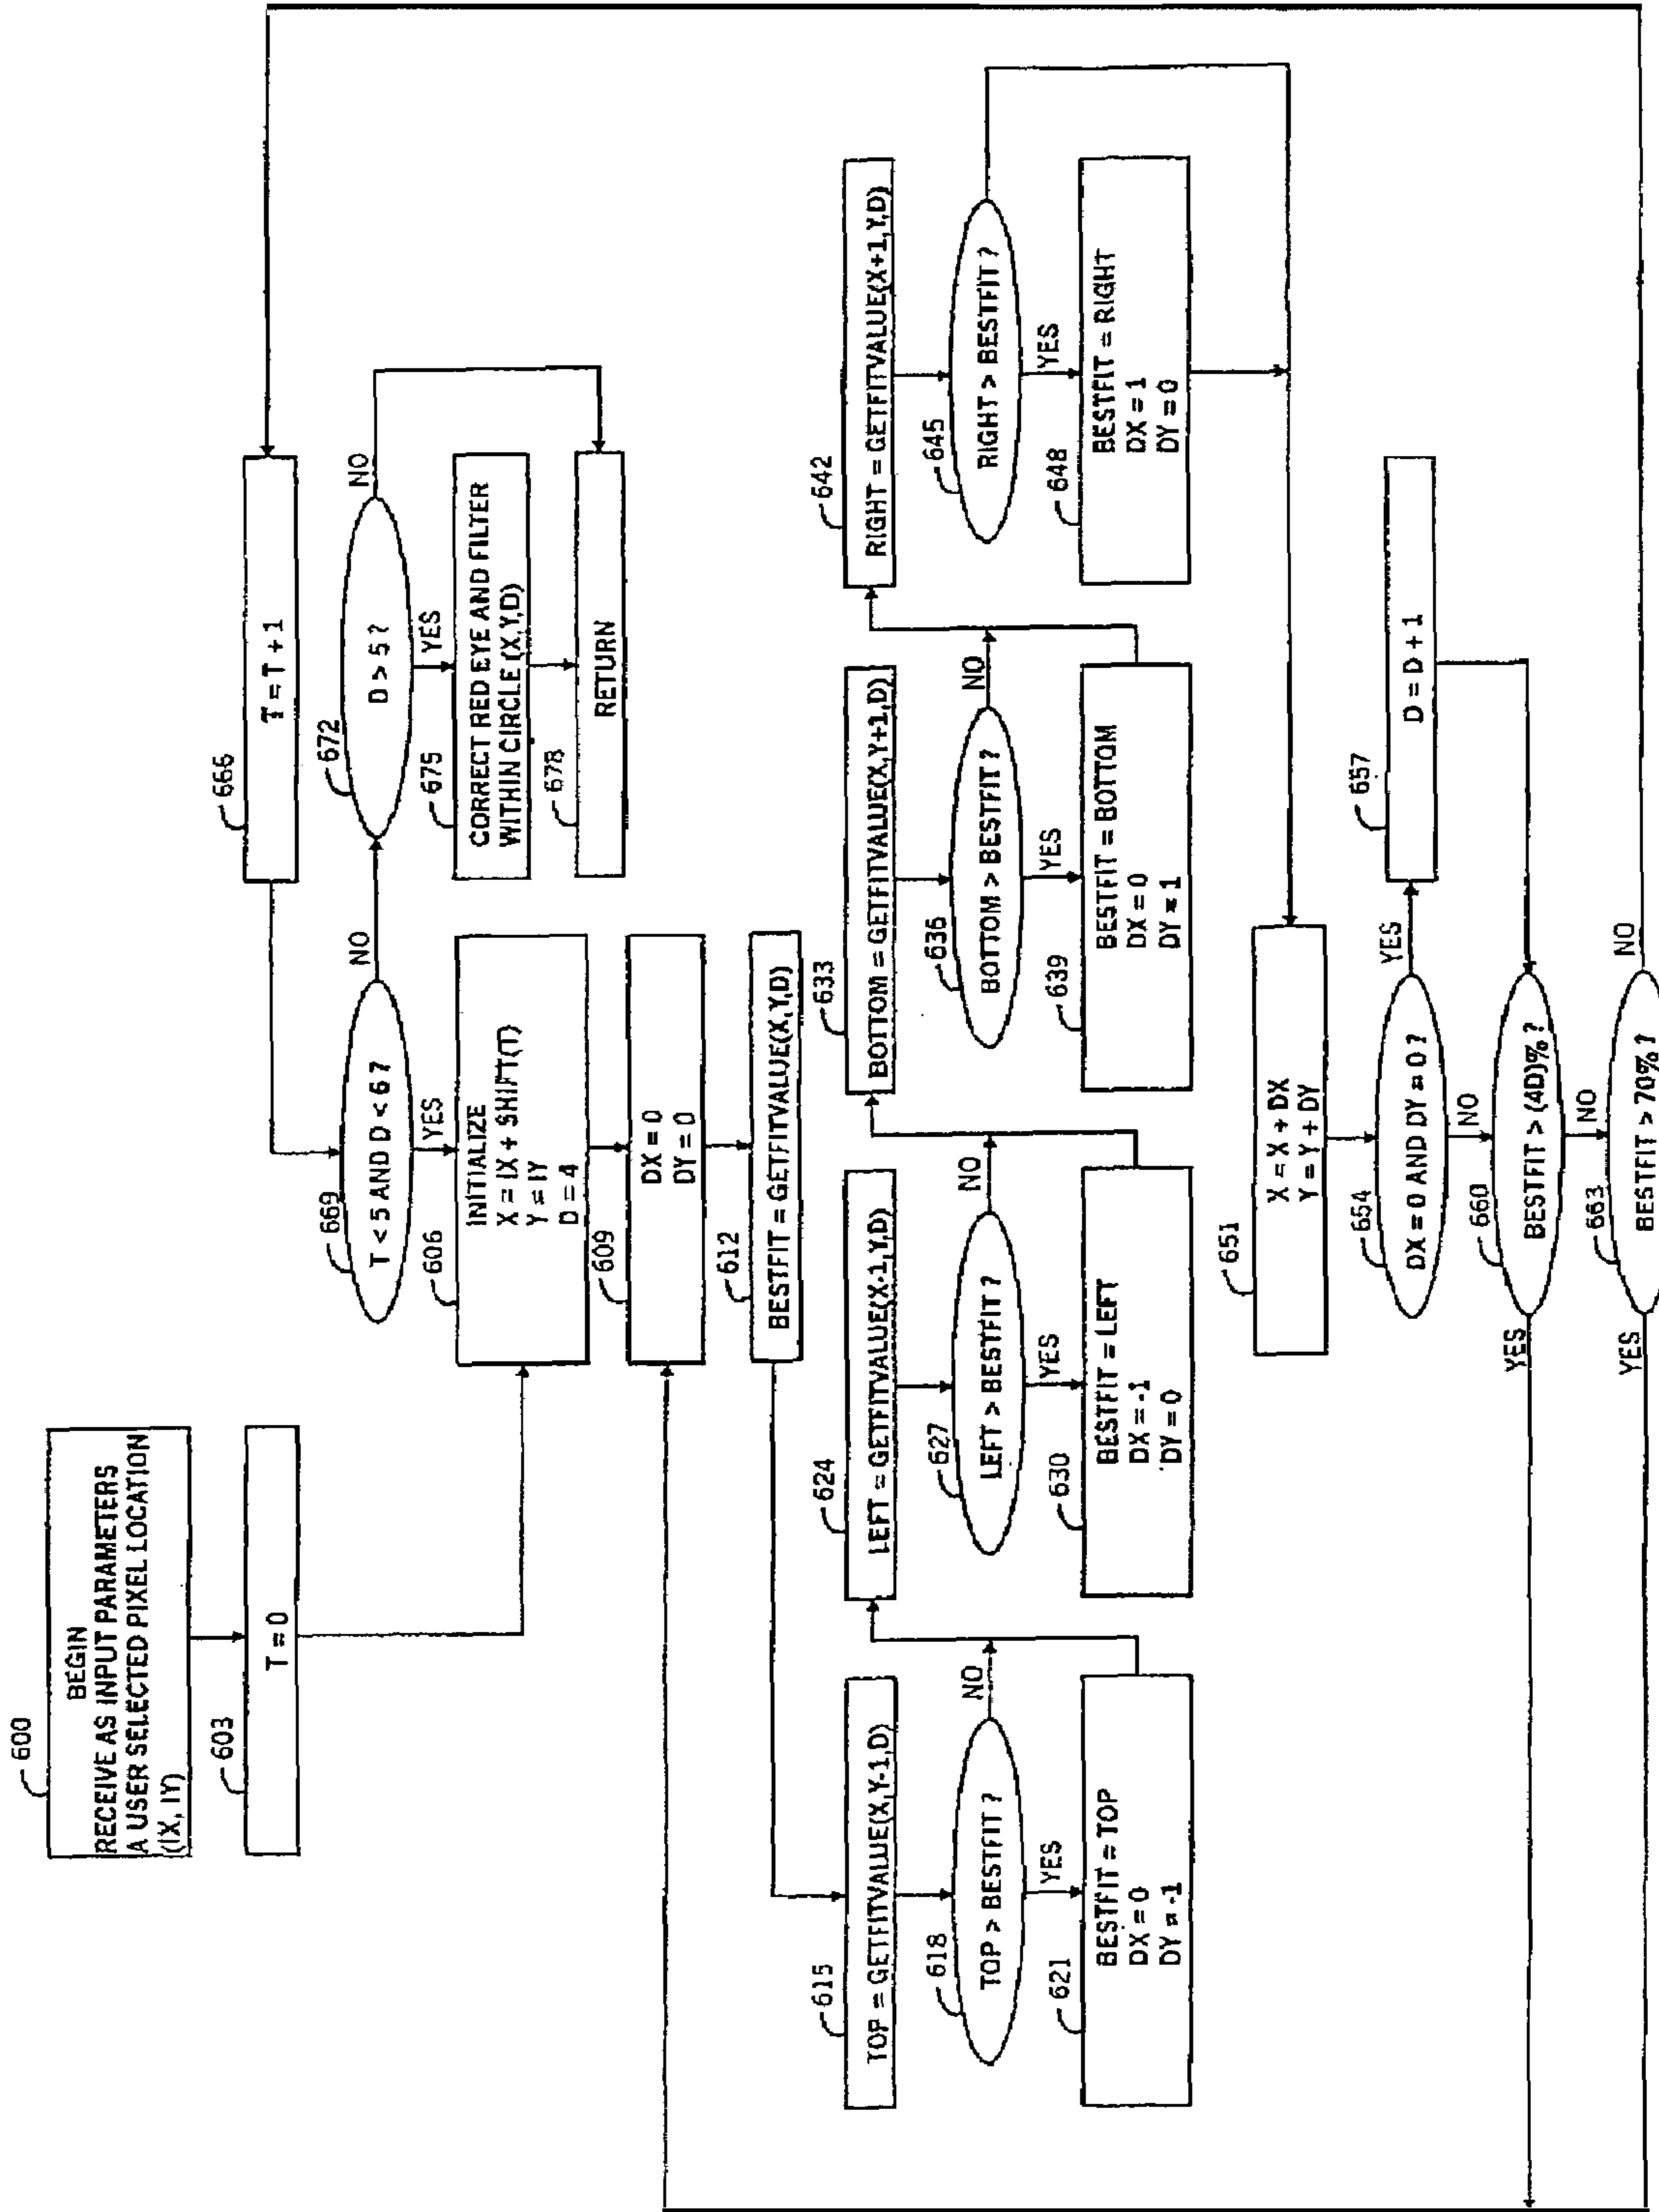 600
BEGIN
RECEIVE AS INPUT PARAMETERS
A USER SELECTED PIXEL LOCATION
(IX, IY)
603
T = 0
666
T = T + 1
669
T < 5 AND D < 6?
NO
YES
672
D > 5?
NO
YES
675
CORRECT RED EYE AND FILTER
WITHIN CIRCLE (X,Y,D)
678
RETURN
606
INITIALIZE
X = IX + SHIFT(T)
Y = IY
D = 4
609
DX = 0
DY = 0
612
BESTFIT = GETFITVALUE(X,Y,D)
615
TOP = GETFITVALUE(X,Y-1,D)
618
TOP > BESTFIT?
NO
YES
621
BESTFIT = TOP
DX = 0
DY = -1
624
LEFT = GETFITVALUE(X-1,Y,D)
627
LEFT > BESTFIT?
NO
YES
630
BESTFIT = LEFT
DX = -1
DY = 0
633
BOTTOM = GETFITVALUE(X,Y+1,D)
636
BOTTOM > BESTFIT?
NO
YES
639
BESTFIT = BOTTOM
DX = 0
DY = 1
642
RIGHT = GETFITVALUE(X+1,Y,D)
645
RIGHT > BESTFIT?
YES
648
BESTFIT = RIGHT
DX = 1
DY = 0
651
X = X + DX
Y = Y + DY
654
DX = 0 AND DY = 0?
YES
NO
657
D = D + 1
660
BESTFIT > (4D)%?
YES
NO
663
BESTFIT > 70%?
YES
NO